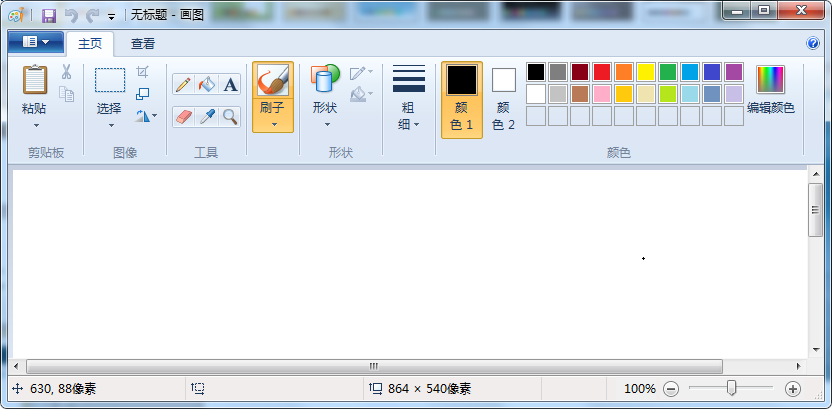 无标题 - 画图
主页 查看
粘贴
选择
A
刷子
形状
粗细
颜色 1
颜色 2
编辑颜色
剪贴板 图像 工具 形状 颜色
630, 88像素 864 × 540像素 100%